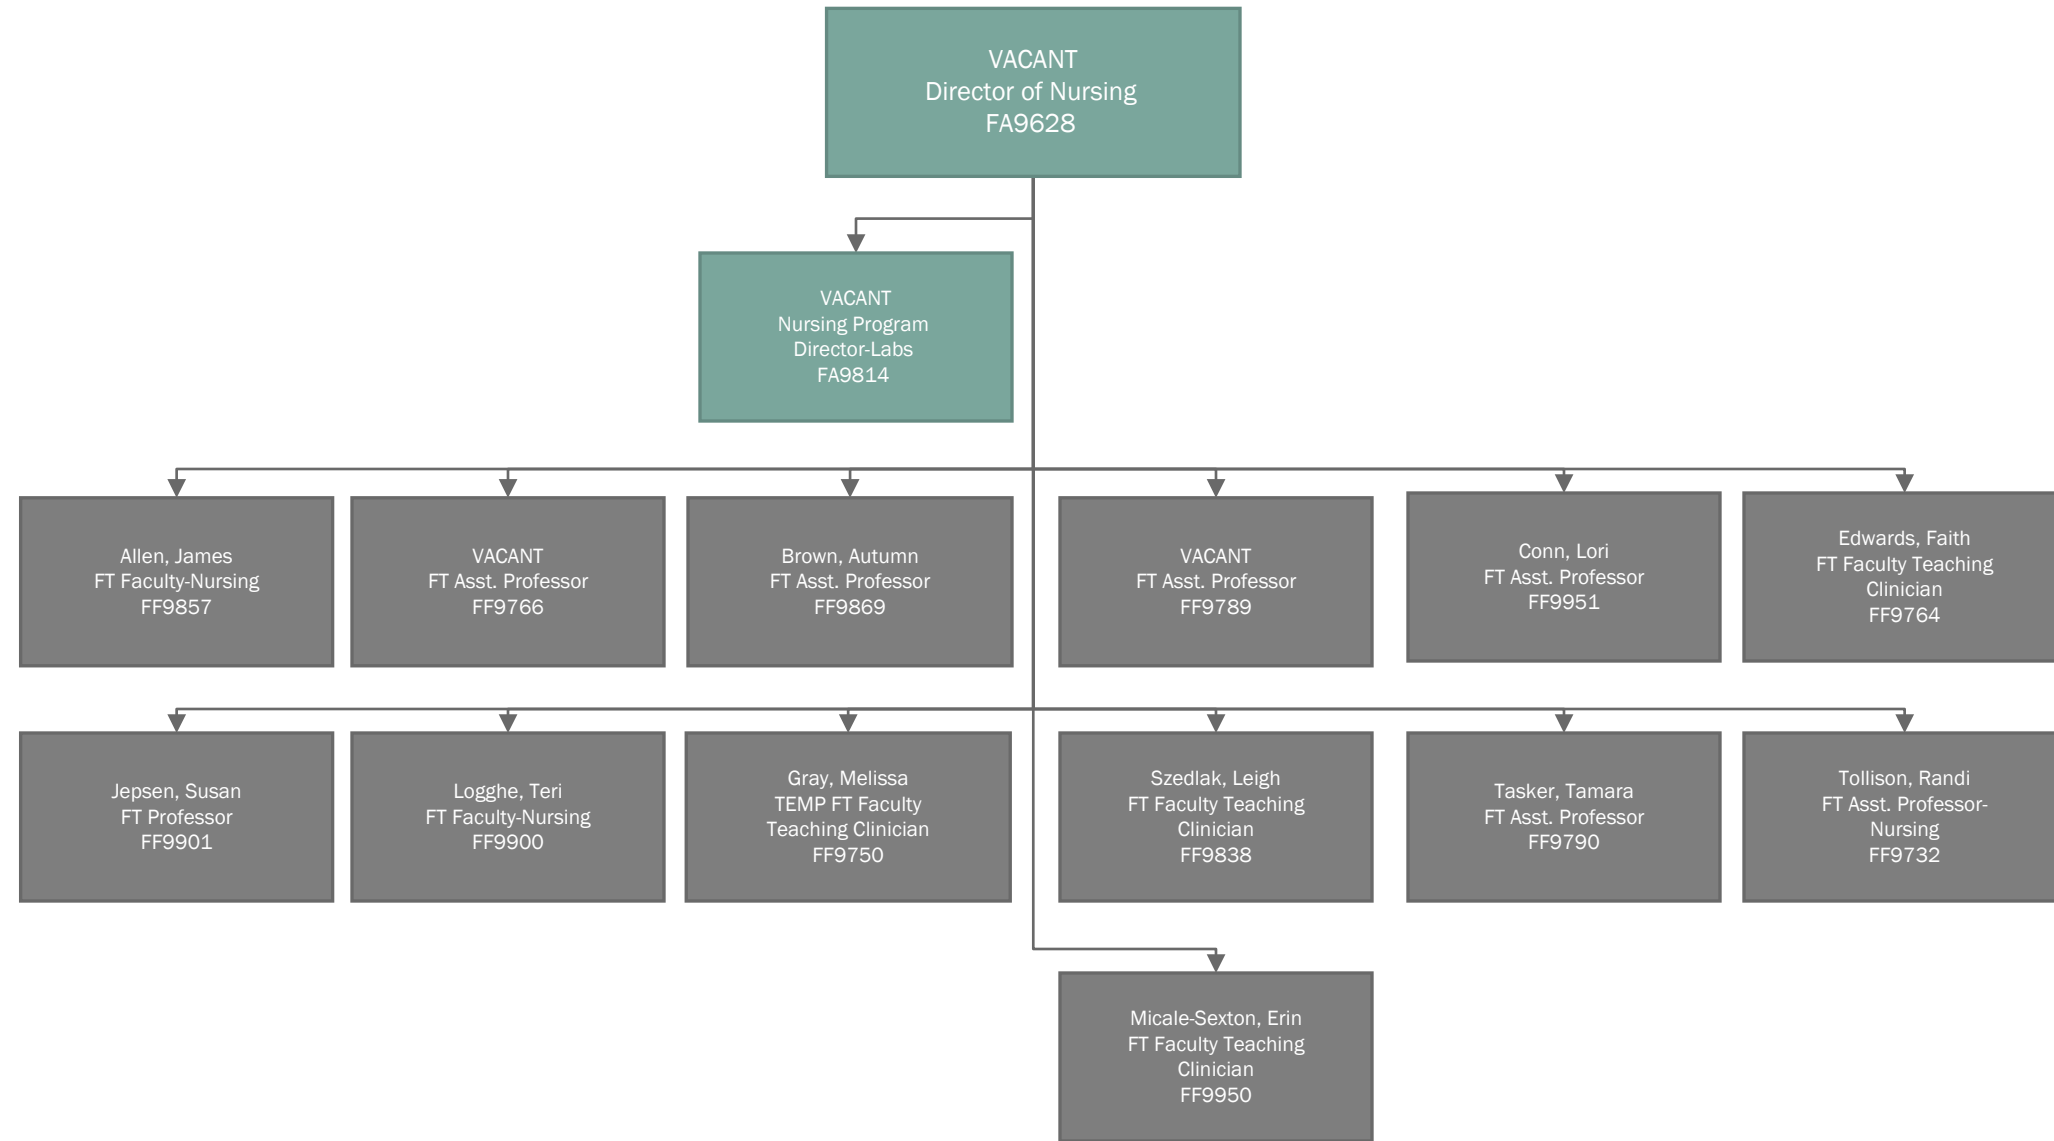 VACANT
Director of Nursing
FA9628
VACANT
Nursing Program
Director-Labs
FA9814
Allen, James
FT Faculty-Nursing
FF9857
VACANT
FT Asst. Professor
FF9766
Brown, Autumn
FT Asst. Professor
FF9869
VACANT
FT Asst. Professor
FF9789
Conn, Lori
FT Asst. Professor
FF9951
Edwards, Faith
FT Faculty Teaching
Clinician
FF9764
Jepsen, Susan
FT Professor
FF9901
Logghe, Teri
FT Faculty-Nursing
FF9900
Gray, Melissa
TEMP FT Faculty
Teaching Clinician
FF9750
Szedlak, Leigh
FT Faculty Teaching
Clinician
FF9838
Tasker, Tamara
FT Asst. Professor
FF9790
Tollison, Randi
FT Asst. Professor-
Nursing
FF9732
Micale-Sexton, Erin
FT Faculty Teaching
Clinician
FF9950